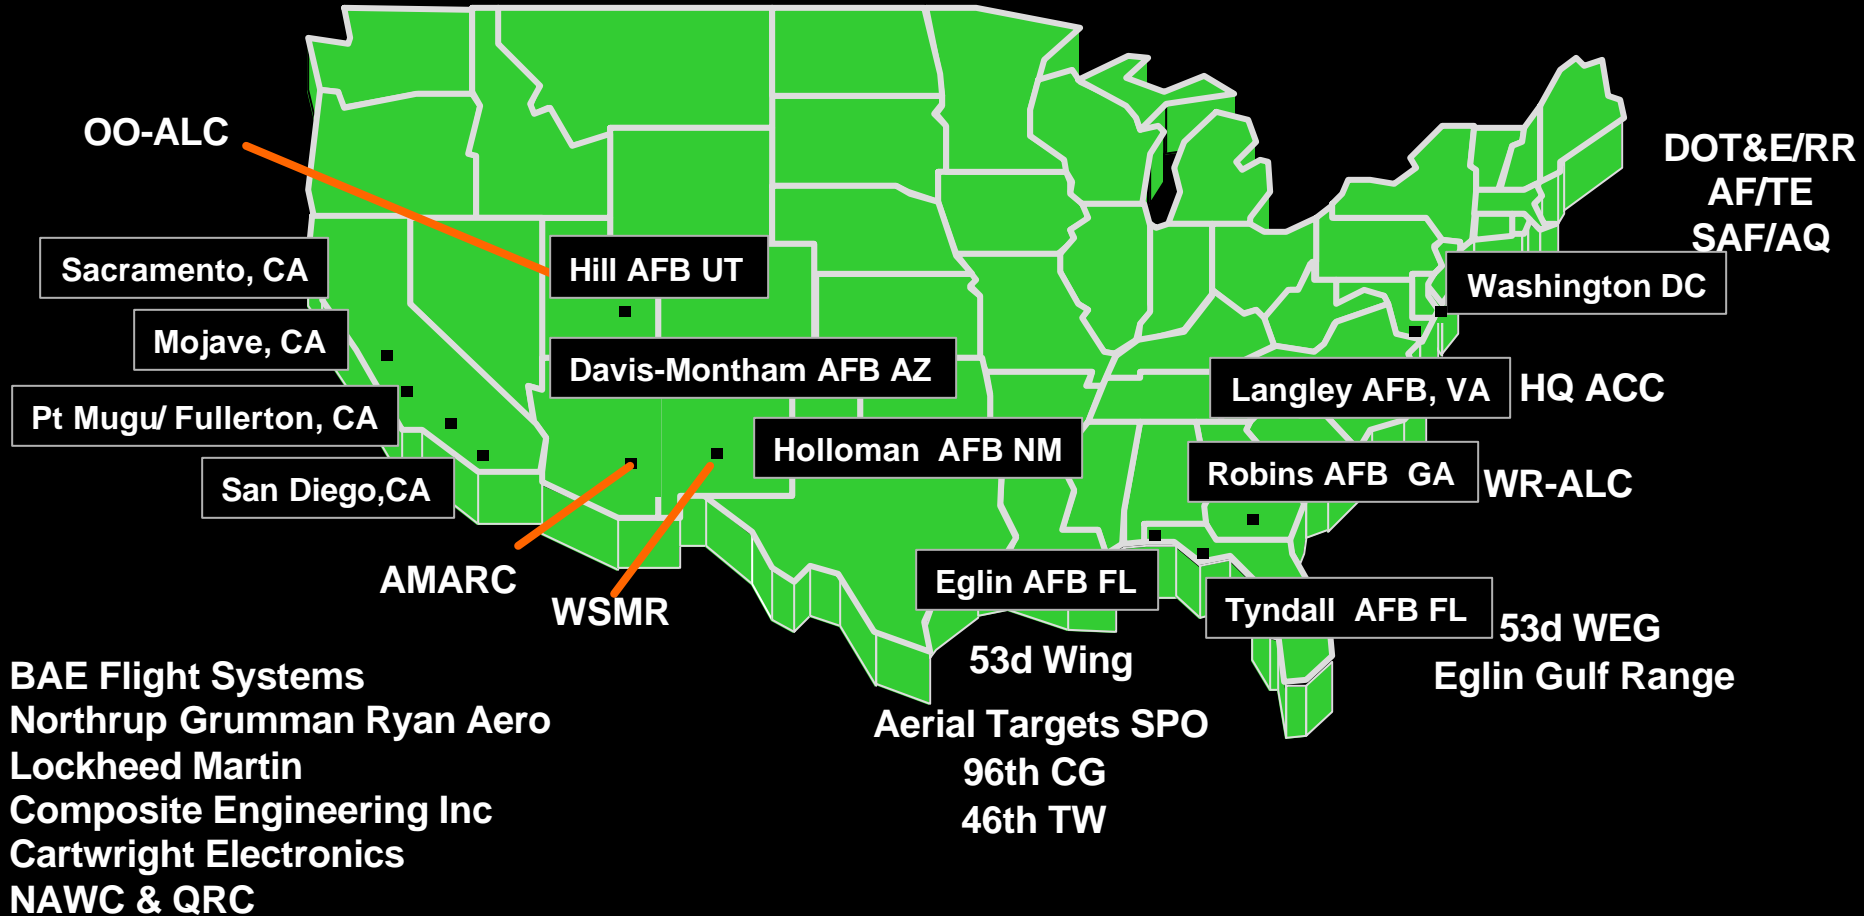 OO-ALC
DOT&E/RR
AF/TE
SAF/AQ
Sacramento, CA
Hill AFB UT
Washington DC
Mojave, CA
Davis-Montham AFB AZ
Langley AFB, VA
HQ ACC
Pt Mugu/ Fullerton, CA
Holloman AFB NM
Robins AFB GA
WR-ALC
San Diego,CA
AMARC
WSMR
Eglin AFB FL
Tyndall AFB FL
53d WEG
Eglin Gulf Range
53d Wing
Aerial Targets SPO
96th CG
46th TW
BAE Flight Systems
Northrup Grumman Ryan Aero
Lockheed Martin
Composite Engineering Inc
Cartwright Electronics
NAWC & QRC